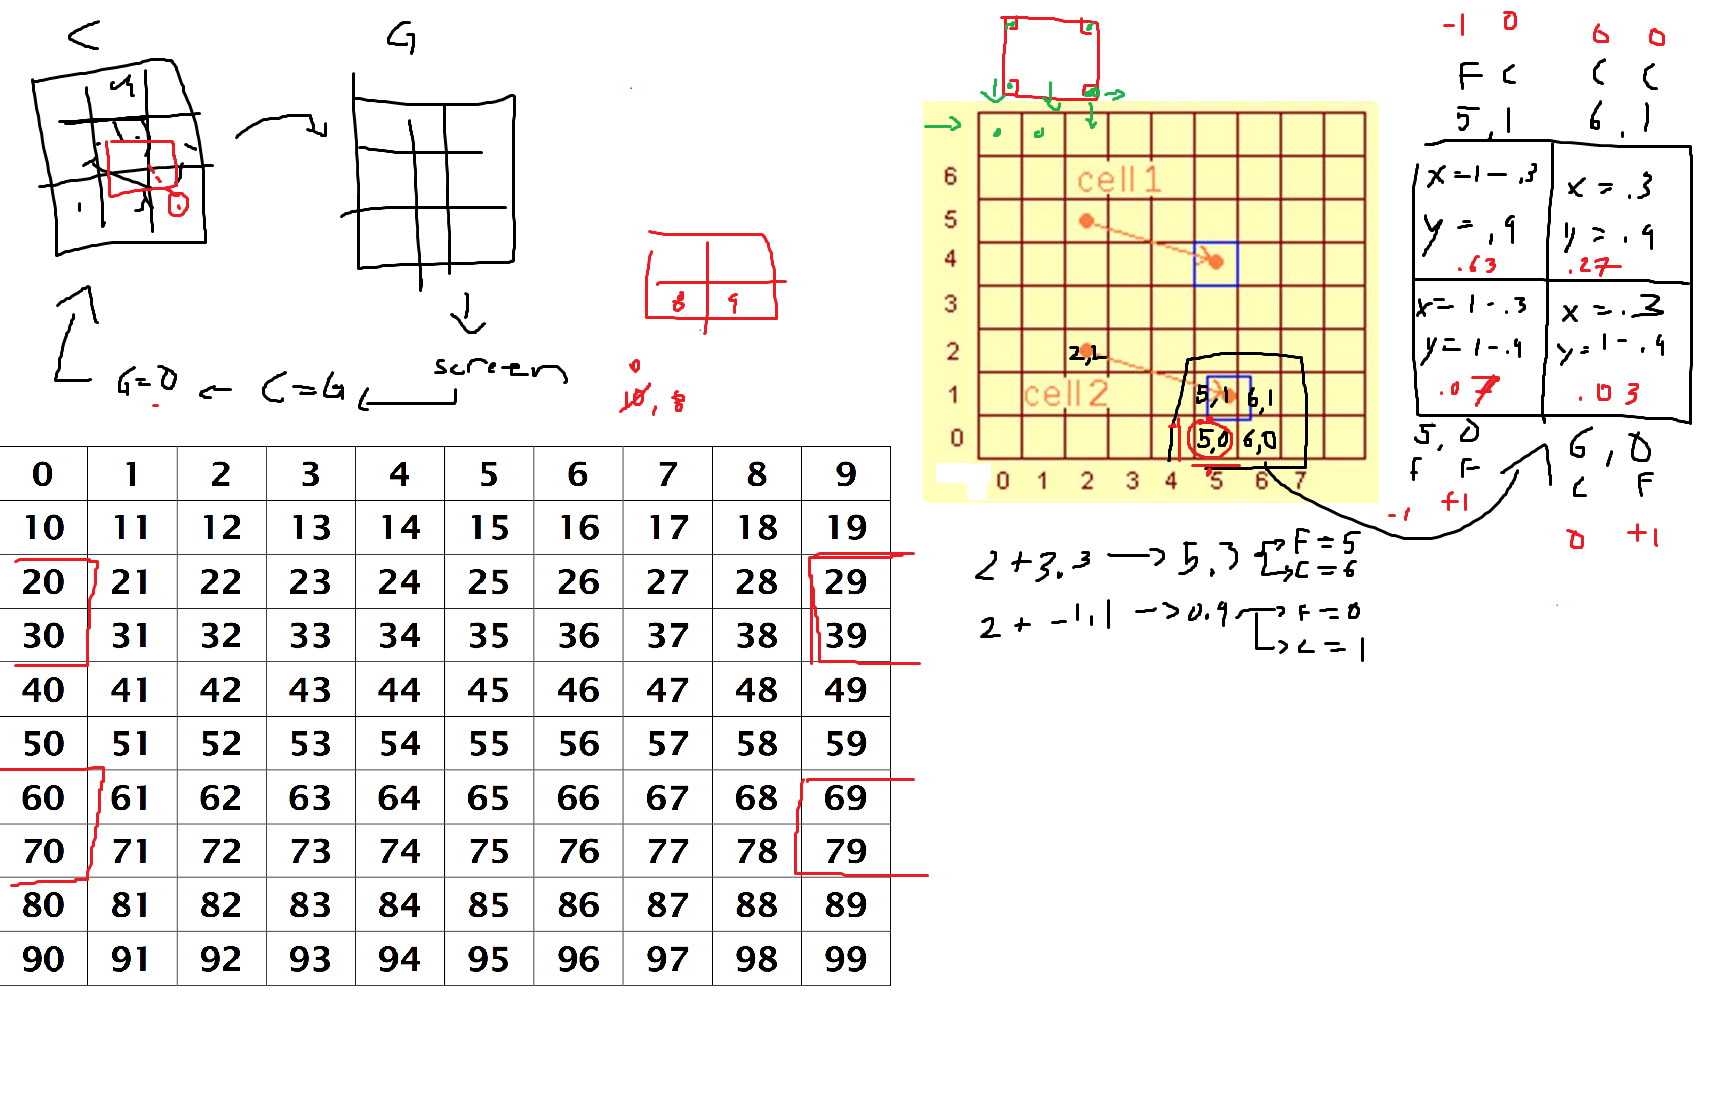 C
G
screen
G=0 ← C=G
8 9
0
10, 8
0 1 2 3 4 5 6 7 8 9
10 11 12 13 14 15 16 17 18 19
20 21 22 23 24 25 26 27 28 29
30 31 32 33 34 35 36 37 38 39
40 41 42 43 44 45 46 47 48 49
50 51 52 53 54 55 56 57 58 59
60 61 62 63 64 65 66 67 68 69
70 71 72 73 74 75 76 77 78 79
80 81 82 83 84 85 86 87 88 89
90 91 92 93 94 95 96 97 98 99
6
cell 1
5
4
3
2
2,1
1
cell 2
5,1 6,1
0
5,0 6,0
0 1 2 3 4 5 6 7
2+3.3 → 5.3 F=5
C=6
2 + -1.1 → 0.9 F=0
C=1
-1 0 0 0
F C C C
5,1 6,1
x=1-.3 x=.3
y=.9 y=.9
.63 .27
x=1-.3 x=.3
y=1-.9 y=1-.9
.07 .03
5,0 6,0
F F C F
-1 +1 0 +1